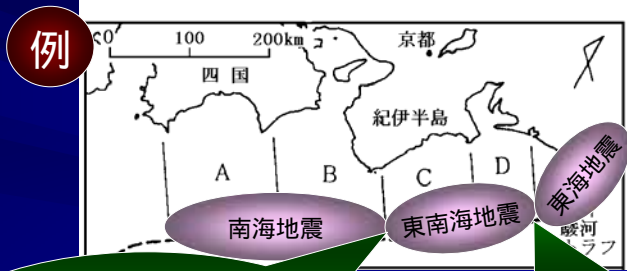 例
0 100 200km
京都
四国
紀伊半島
A B C D
南海地震
東南海地震
東海地震
駿河
トラフ